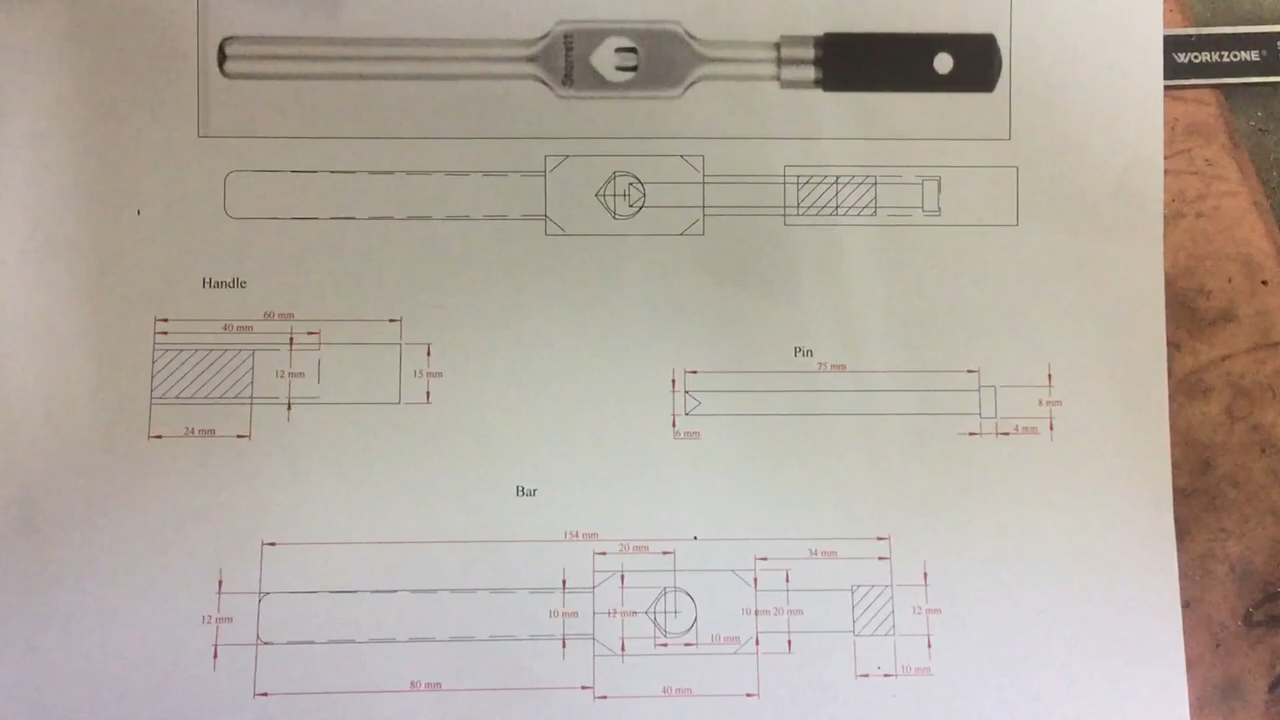 Starrett
WORKZONE®
Handle
60 mm
40 mm
12 mm
15 mm
24 mm
Pin
75 mm
8 mm
6 mm
4 mm
Bar
154 mm
20 mm
34 mm
12 mm
10 mm
12 mm
10 mm
20 mm
12 mm
10 mm
10 mm
80 mm
40 mm